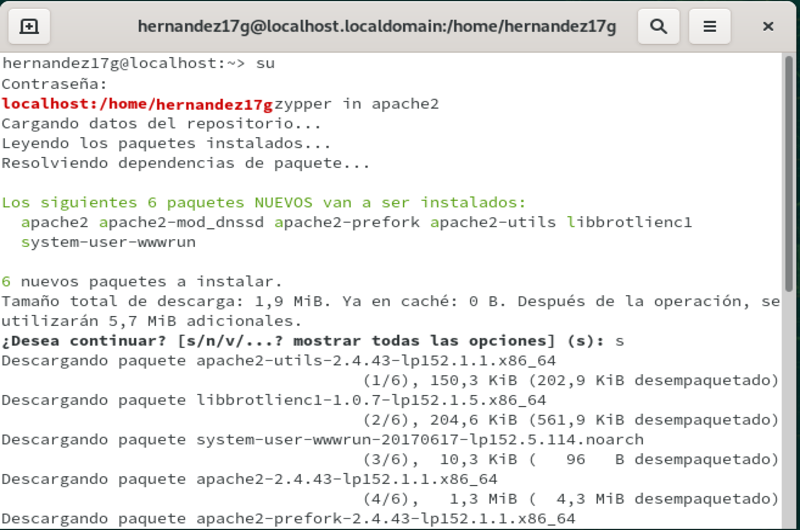 hernandez17g@localhost.localdomain:/home/hernandez17g
hernandez17g@localhost:~> su
Contraseña:
localhost:/home/hernandez17gzypper in apache2
Cargando datos del repositorio...
Leyendo los paquetes instalados...
Resolviendo dependencias de paquete...
Los siguientes 6 paquetes NUEVOS van a ser instalados:
apache2 apache2-mod_dnssd apache2-prefork apache2-utils libbrotlienc1
system-user-wwwrun
6 nuevos paquetes a instalar.
Tamaño total de descarga: 1,9 MiB. Ya en caché: 0 B. Después de la operación, se
utilizarán 5,7 MiB adicionales.
¿Desea continuar? [s/n/v/...? mostrar todas las opciones] (s): s
Descargando paquete apache2-utils-2.4.43-lp152.1.1.x86_64
(1/6), 150,3 KiB (202,9 KiB desempaquetado)
Descargando paquete libbrotlienc1-1.0.7-lp152.1.5.x86_64
(2/6), 204,6 KiB (561,9 KiB desempaquetado)
Descargando paquete system-user-wwwrun-20170617-lp152.5.114.noarch
(3/6),  10,3 KiB (   96   B desempaquetado)
Descargando paquete apache2-2.4.43-lp152.1.1.x86_64
(4/6),   1,3 MiB (  4,3 MiB desempaquetado)
Descargando paquete apache2-prefork-2.4.43-lp152.1.1.x86_64